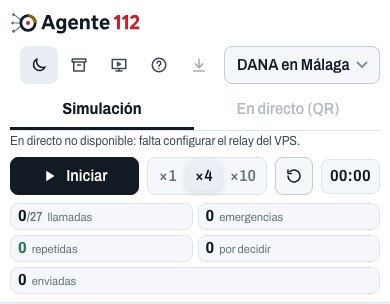 Agente 112
DANA en Málaga
Simulación
En directo (QR)
En directo no disponible: falta configurar el relay del VPS.
Iniciar
×1 ×4 ×10
00:00
0/27 llamadas
0 emergencias
0 repetidas
0 por decidir
0 enviadas